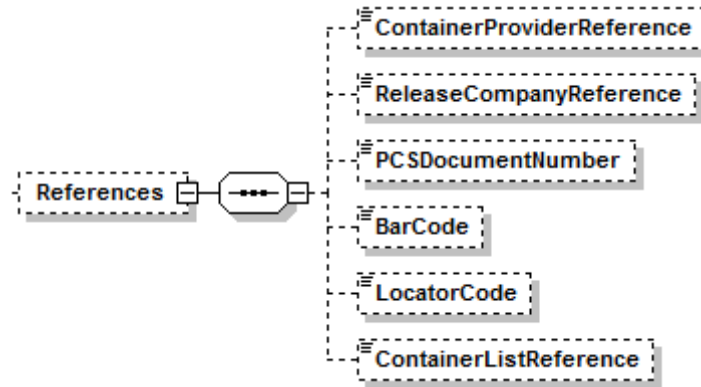 ContainerProviderReference
ReleaseCompanyReference
PCSDocumentNumber
References
BarCode
LocatorCode
ContainerListReference